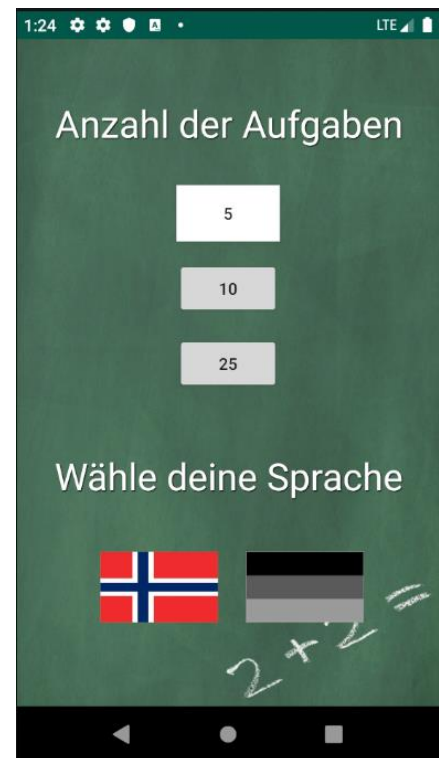 1:24 LTE
Anzahl der Aufgaben
5
10
25
Wähle deine Sprache
2+2=